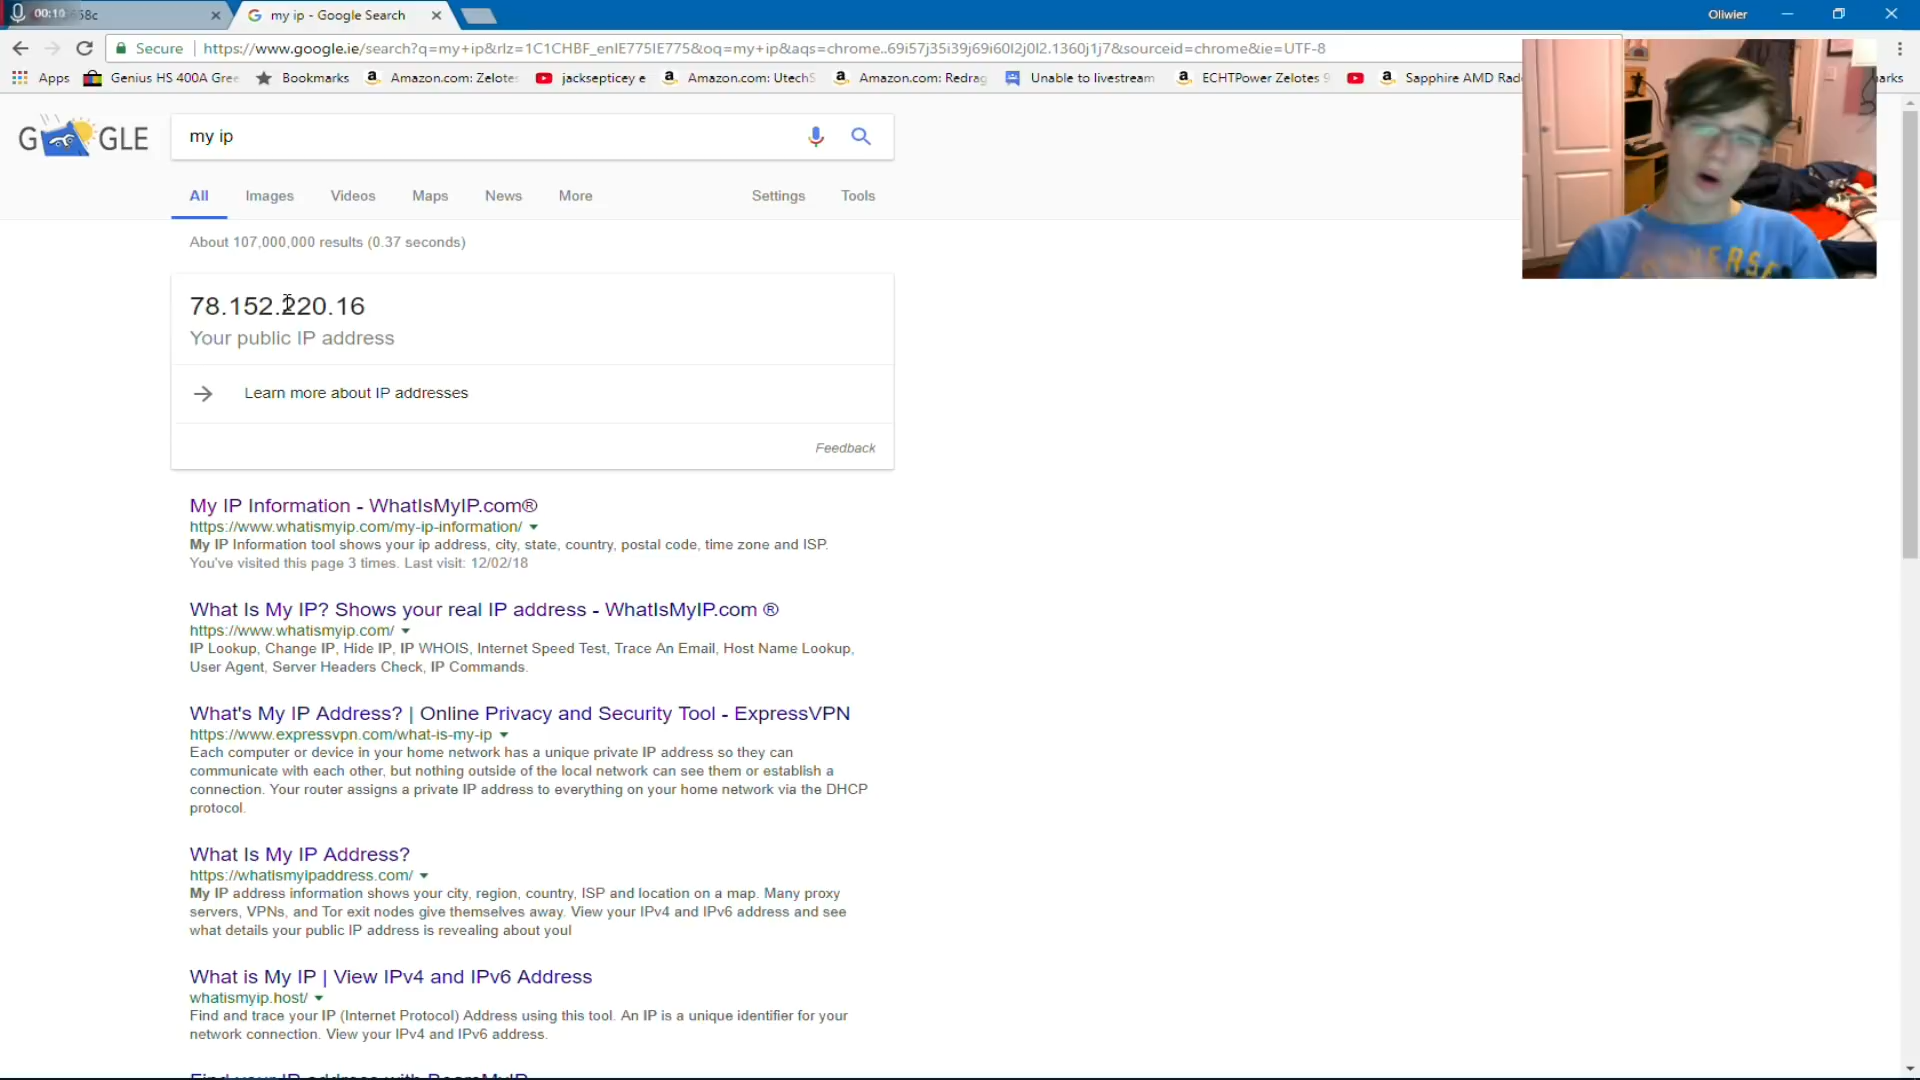 00:10 658c
my ip - Google Search
Oliwier
Secure
https://www.google.ie/search?q=my+ip&rlz=1C1CHBF_enIE775IE775&oq=my+ip&aqs=chrome..69i57j35i39j69i60l2j0l2.1360j1j7&sourceid=chrome&ie=UTF-8
Apps Genius HS 400A Gree Bookmarks Amazon.com: Zelote jacksepticeye Amazon.com: UtechS Amazon.com: Redrag Unable to livestream ECHTPower Zelotes 9 Sapphire AMD Rad arks
G GLE
my ip
All Images Videos Maps News More Settings Tools
About 107,000,000 results (0.37 seconds)
78.152.220.16
Your public IP address
Learn more about IP addresses
Feedback
My IP Information - WhatIsMyIP.com®
https://www.whatismyip.com/my-ip-information/
My IP Information tool shows your ip address, city, state, country, postal code, time zone and ISP.
You've visited this page 3 times. Last visit: 12/02/18
What Is My IP? Shows your real IP address - WhatIsMyIP.com ®
https://www.whatismyip.com/
IP Lookup, Change IP, Hide IP, IP WHOIS, Internet Speed Test, Trace An Email, Host Name Lookup,
User Agent, Server Headers Check, IP Commands.
What's My IP Address? | Online Privacy and Security Tool - ExpressVPN
https://www.expressvpn.com/what-is-my-ip
Each computer or device in your home network has a unique private IP address so they can
communicate with each other, but nothing outside of the local network can see them or establish a
connection. Your router assigns a private IP address to everything on your home network via the DHCP
protocol.
What Is My IP Address?
https://whatismyipaddress.com/
My IP address information shows your city, region, country, ISP and location on a map. Many proxy
servers, VPNs, and Tor exit nodes give themselves away. View your IPv4 and IPv6 address and see
what details your public IP address is revealing about you!
What is My IP | View IPv4 and IPv6 Address
whatismyip.host/
Find and trace your IP (Internet Protocol) Address using this tool. An IP is a unique identifier for your
network connection. View your IPv4 and IPv6 address.
Find your IP address with